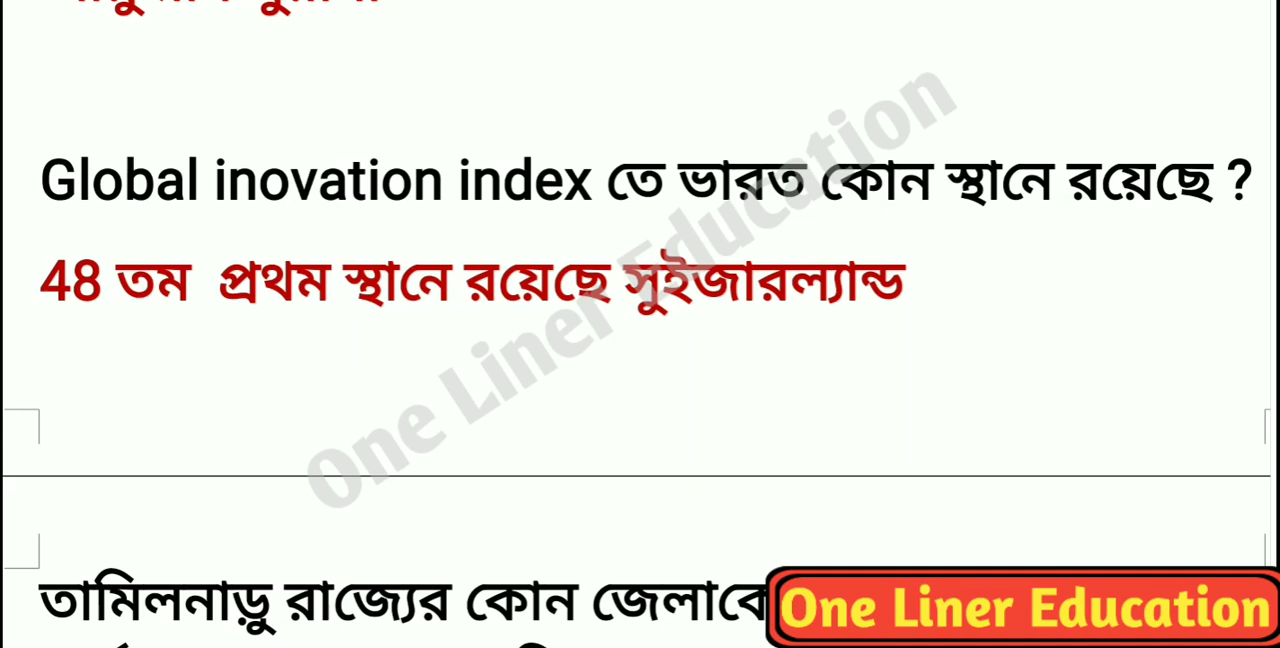 Global inovation index তে ভারত কোন স্থানে রয়েছে ?
48 তম প্রথম স্থানে রয়েছে সুইজারল্যান্ড
One Liner Education
তামিলনাড়ু রাজ্যের কোন জেলাকে
One Liner Education